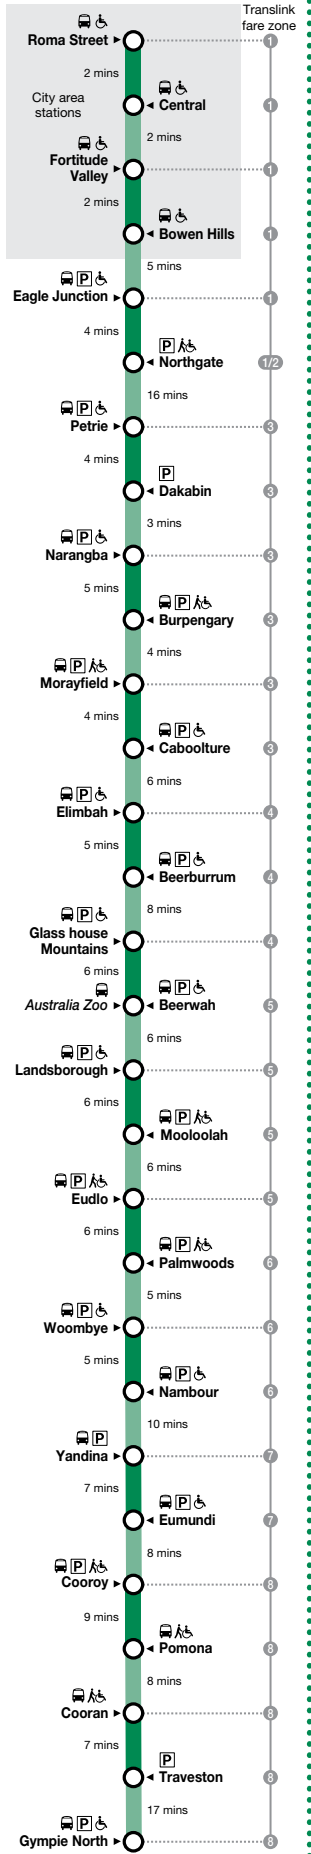 Translink
fare zone
Roma Street
1
2 mins
City area
stations
Central
1
2 mins
Fortitude
Valley
1
2 mins
Bowen Hills
1
5 mins
P
Eagle Junction
1
4 mins
P
Northgate
1/2
16 mins
P
Petrie
3
4 mins
P
Dakabin
3
3 mins
P
Narangba
3
5 mins
P
Burpengary
3
4 mins
P
Morayfield
3
4 mins
P
Caboolture
3
6 mins
P
Elimbah
4
5 mins
P
Beerburrum
4
8 mins
P
Glass house
Mountains
4
6 mins
P
Australia Zoo
Beerwah
5
6 mins
P
Landsborough
5
6 mins
P
Mooloolah
5
6 mins
P
Eudlo
5
6 mins
P
Palmwoods
6
5 mins
P
Woombye
6
5 mins
P
Nambour
6
10 mins
P
Yandina
7
7 mins
P
Eumundi
7
8 mins
P
Cooroy
8
9 mins
Pomona
8
8 mins
Cooran
8
7 mins
P
Traveston
8
17 mins
P
Gympie North
8